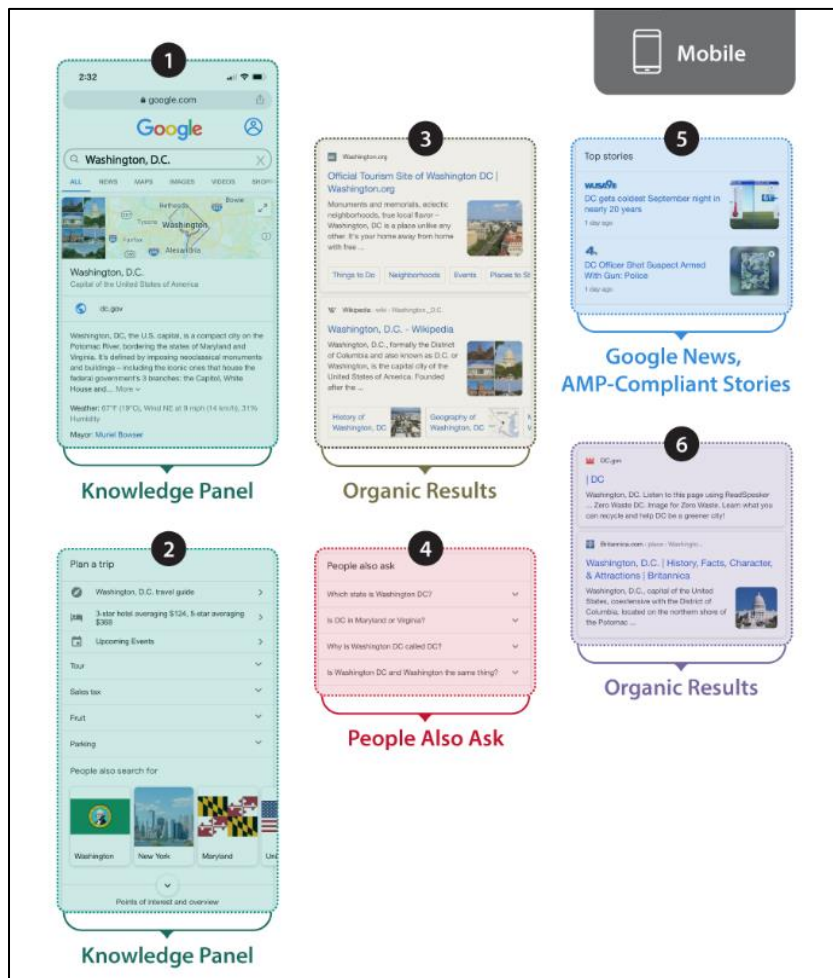 Mobile
1
2:32
google.com
Google
Washington, D.C.
ALL NEWS MAPS IMAGES VIDEOS SHOP
Bethesda Bowie
Tysons
Washington
Fairfax
Alexandria
Washington, D.C.
Capital of the United States of America
dc.gov
Washington, DC, the U.S. capital, is a compact city on the
Potomac River, bordering the states of Maryland and
Virginia. It's defined by imposing neoclassical monuments
and buildings – including the iconic ones that house the
federal government's 3 branches: the Capitol, White
House and... More
Weather: 67°F (19°C), Wind NE at 9 mph (14 km/h), 31%
Humidity
Mayor: Muriel Bowser
Knowledge Panel
2
Plan a trip
Washington, D.C. travel guide
3-star hotel averaging $124, 5-star averaging
$368
Upcoming Events
Tour
Sales tax
Fruit
Parking
People also search for
Washington New York Maryland
Points of interest and overview
Knowledge Panel
3
Washington.org
Official Tourism Site of Washington DC |
Washington.org
Monuments and memorials, eclectic
neighborhoods, true local flavor –
Washington, DC is a place unlike any
other. It's your home away from home
with free ...
Things to Do Neighborhoods Events Places to St
W Wikipedia › wiki › Washington,_D.C.
Washington, D.C. - Wikipedia
Washington, D.C., formally the District
of Columbia and also known as D.C. or
Washington, is the capital city of the
United States of America. Founded
after the ...
History of
Washington, DC
Geography of
Washington, DC
Organic Results
4
People also ask
Which state is Washington DC?
Is DC in Maryland or Virginia?
Why is Washington DC called DC?
Is Washington DC and Washington the same thing?
People Also Ask
5
Top stories
WUSA9
DC gets coldest September night in
nearly 20 years
1 day ago
4
DC Officer Shot Suspect Armed
With Gun: Police
1 day ago
Google News,
AMP-Compliant Stories
6
DC.gov
| DC
Washington, DC. Listen to this page using ReadSpeaker
... Zero Waste DC. Image for Zero Waste. Learn what you
can recycle and help DC be a greener city!
Britannica.com › place › Washingto...
Washington, D.C. | History, Facts, Character,
& Attractions | Britannica
Washington, D.C., capital of the United
States, coextensive with the District of
Columbia, located on the northern shore of
the Potomac ...
Organic Results